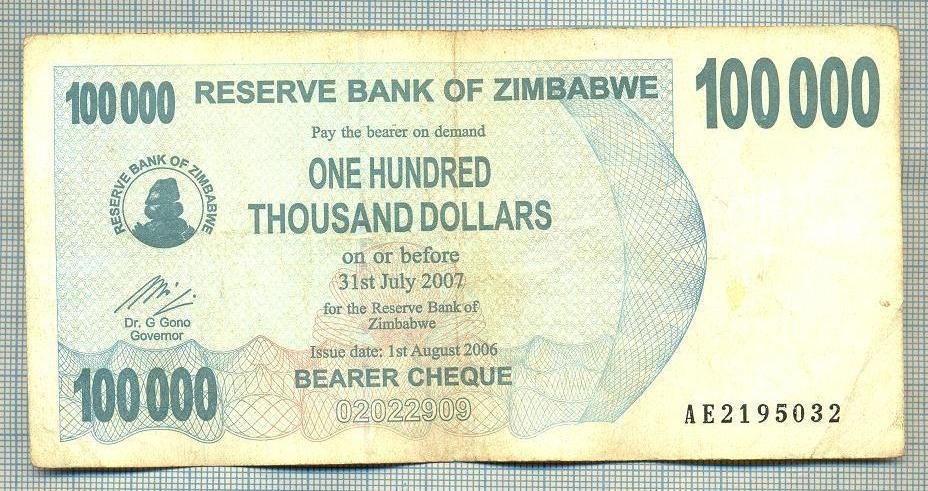 100 000 RESERVE BANK OF ZIMBABWE 100 000
Pay the bearer on demand
ONE HUNDRED
THOUSAND DOLLARS
RESERVE BANK OF ZIMBABWE
on or before
31st July 2007
for the Reserve Bank of
Zimbabwe
Dr. G Gono
Governor
Issue date: 1st August 2006
BEARER CHEQUE
100 000
02022909
AE2195032